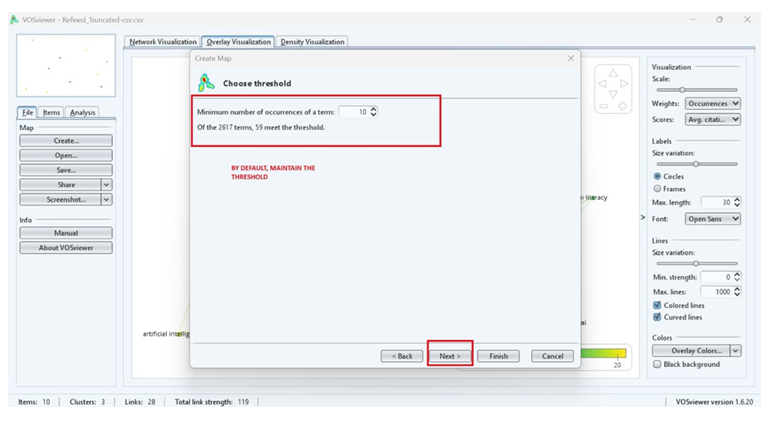 VOSviewer - Refined_Truncated-csv.csv
Network Visualization Overlay Visualization Density Visualization
File Items Analysis
Map
Create...
Open...
Save...
Share
Screenshot...
Info
Manual
About VOSviewer
Create Map
Choose threshold
Minimum number of occurrences of a term: 10
Of the 2617 terms, 59 meet the threshold.
BY DEFAULT, MAINTAIN THE
THRESHOLD
< Back Next > Finish Cancel
artificial intellig
literacy
ai
20
>
Visualization
Scale:
Weights: Occurrences
Scores: Avg. citati...
Labels
Size variation:
Circles
Frames
Max. length: 30
Font: Open Sans
Lines
Size variation:
Min. strength: 0
Max. lines: 1000
Colored lines
Curved lines
Colors
Overlay Colors...
Black background
Items: 10 | Clusters: 3 | Links: 28 | Total link strength: 119 | VOSviewer version 1.6.20